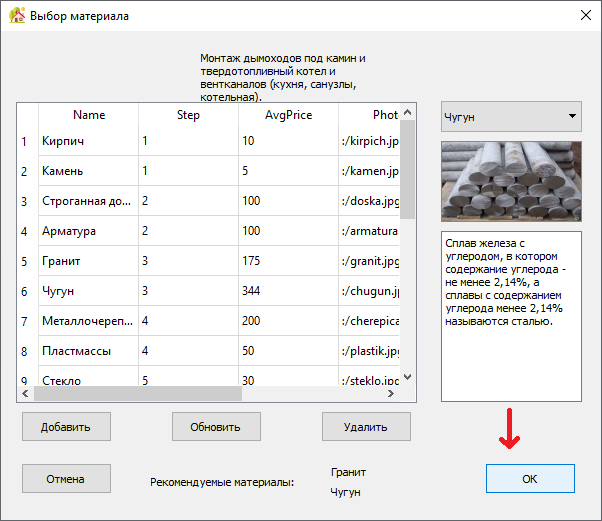 Выбор материала
Монтаж дымоходов под камин и
твердотопливный котел и
вентканалов (кухня, санузлы,
котельная).
Name Step AvgPrice Phot
1 Кирпич 1 10 :/kirpich.jp
2 Камень 1 5 :/kamen.jp
3 Строганная до... 2 100 :/doska.jpg
4 Арматура 2 100 :/armatura
5 Гранит 3 175 :/granit.jp
6 Чугун 3 344 :/chugun.j
7 Металлочереп... 4 200 :/cherepica
8 Пластмассы 4 50 :/plastik.jpg
9 Стекло 5 30 :/steklo.jp
Чугун
Сплав железа с
углеродом, в котором
содержание углерода -
не менее 2,14%, а
сплавы с содержанием
углерода менее 2,14%
называются сталью.
Добавить Обновить Удалить
Отмена
Рекомендуемые материалы:
Гранит
Чугун
ОК